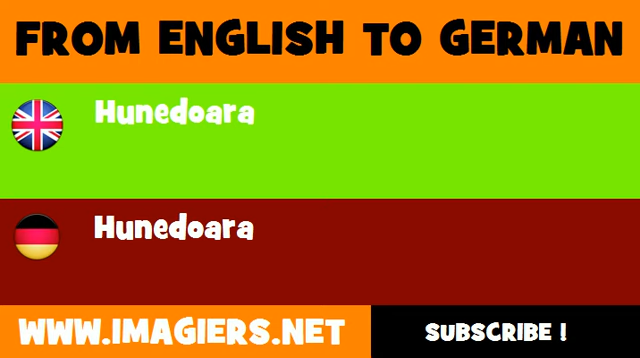 FROM ENGLISH TO GERMAN
Hunedoara
Hunedoara
WWW.IMAGIERS.NET
SUBSCRIBE !